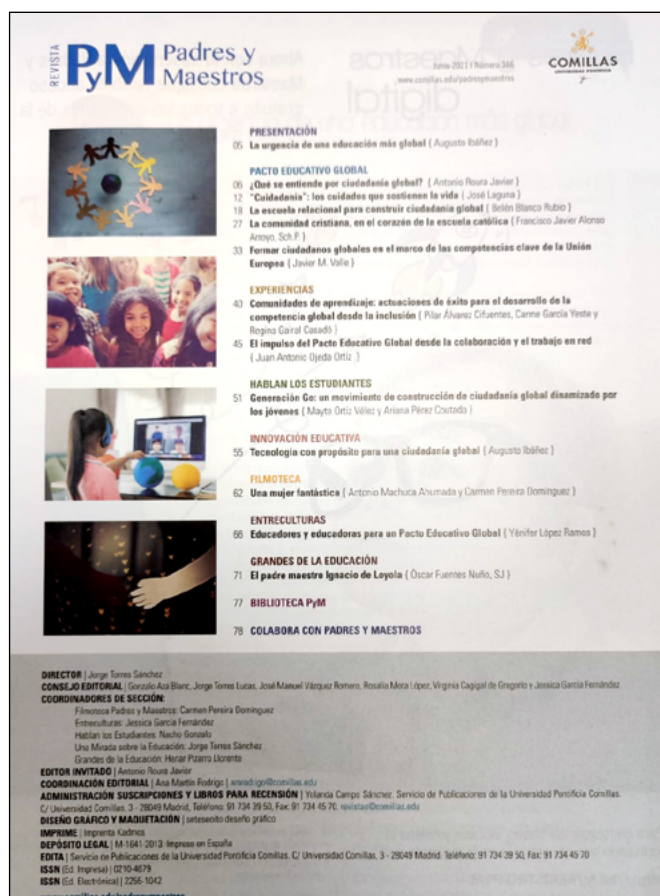 REVISTA
PyM Padres y
Maestros
COMILLAS
UNIVERSIDAD PONTIFICIA
Junio 2021 | Número 386
www.comillas.edu/padresymaestros
PRESENTACIÓN
05 La urgencia de una educación más global { Augusto Ibáñez }
PACTO EDUCATIVO GLOBAL
06 ¿Qué se entiende por ciudadanía global? { Antonio Roura Javier }
12 "Cuidadanía": los cuidados que sostienen la vida { José Laguna }
18 La escuela relacional para construir ciudadanía global { Belén Blanco Rubio }
27 La comunidad cristiana, en el corazón de la escuela católica { Francisco Javier Alonso
Arroyo, Sch.P. }
33 Formar ciudadanos globales en el marco de las competencias clave de la Unión
Europea { Javier M. Valle }
EXPERIENCIAS
40 Comunidades de aprendizaje: actuaciones de éxito para el desarrollo de la
competencia global desde la inclusión { Pilar Álvarez Cifuentes, Carme García Yeste y
Regina Gairal Casadó }
45 El impulso del Pacto Educativo Global desde la colaboración y el trabajo en red
{ Juan Antonio Ojeda Ortiz }
HABLAN LOS ESTUDIANTES
51 Generación Gc: un movimiento de construcción de ciudadanía global dinamizado por
los jóvenes { Mayte Ortiz Vélez y Ariana Pérez Coutado }
INNOVACIÓN EDUCATIVA
55 Tecnología con propósito para una ciudadanía global { Augusto Ibáñez }
FILMOTECA
62 Una mujer fantástica { Antonio Machuca Ahumada y Carmen Pereira Domínguez }
ENTRECULTURAS
66 Educadores y educadoras para un Pacto Educativo Global { Yénifer López Ramos }
GRANDES DE LA EDUCACIÓN
71 El padre maestro Ignacio de Loyola { Óscar Fuentes Nuño, SJ }
77 BIBLIOTECA PyM
78 COLABORA CON PADRES Y MAESTROS
DIRECTOR | Jorge Torres Sánchez
CONSEJO EDITORIAL | Gonzalo Aza Blanc, Jorge Torres Lucas, José Manuel Vázquez Romero, Rosalía Mora López, Virginia Cagigal de Gregorio y Jessica García Fernández
COORDINADORES DE SECCIÓN:
Filmoteca Padres y Maestros: Carmen Pereira Domínguez
Entreculturas: Jessica García Fernández
Hablan los Estudiantes: Nacho Gonzalo
Una Mirada sobre la Educación: Jorge Torres Sánchez
Grandes de la Educación: Henar Pizarro Llorente
EDITOR INVITADO | Antonio Roura Javier
COORDINACIÓN EDITORIAL | Ana Martín Rodrigo | amrodrigo@comillas.edu
ADMINISTRACIÓN SUSCRIPCIONES Y LIBROS PARA RECENSIÓN | Yolanda Campo Sánchez. Servicio de Publicaciones de la Universidad Pontificia Comillas.
C/ Universidad Comillas, 3 - 28049 Madrid, Teléfono: 91 734 39 50, Fax: 91 734 45 70. revistas@comillas.edu
DISEÑO GRÁFICO Y MAQUETACIÓN | setesenito deseño gráfico
IMPRIME | Imprenta Kadmos
DEPÓSITO LEGAL | M-1641-2013. Impreso en España
EDITA | Servicio de Publicaciones de la Universidad Pontificia Comillas. C/ Universidad Comillas, 3 - 28049 Madrid. Teléfono: 91 734 39 50, Fax: 91 734 45 70
ISSN (Ed. Impresa) | 0210-4679
ISSN (Ed. Electrónica) | 2255-1042